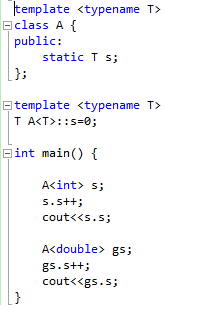 template <typename T>
class A {
public:
    static T s;
};

template <typename T>
T A<T>::s=0;

int main() {

    A<int> s;
    s.s++;
    cout<<s.s;

    A<double> gs;
    gs.s++;
    cout<<gs.s;
}